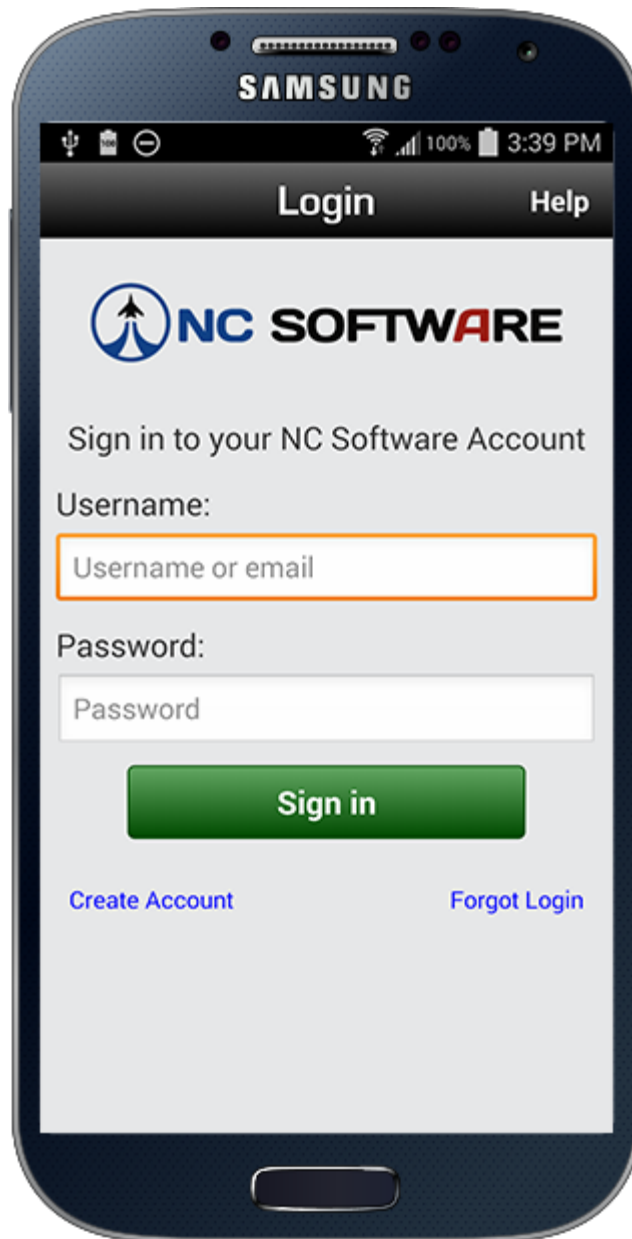 SAMSUNG
100% 3:39 PM
Login Help
NC SOFTWARE
Sign in to your NC Software Account
Username:
Username or email
Password:
Password
Sign in
Create Account Forgot Login